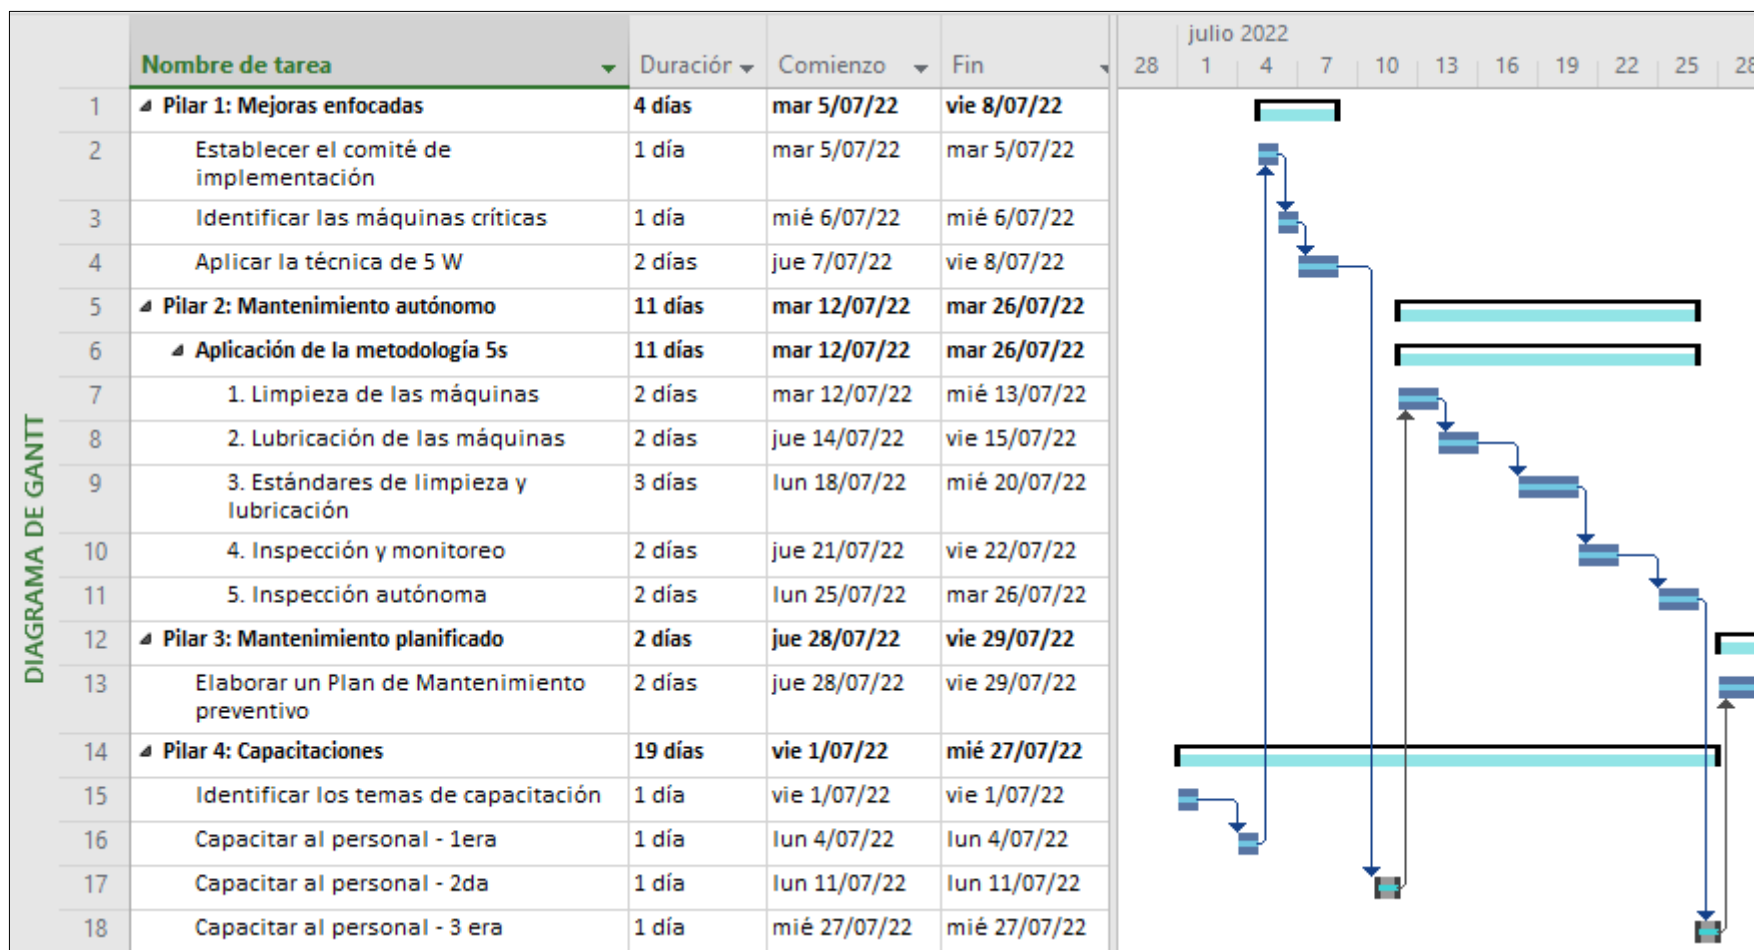 julio 2022
Nombre de tarea Duración Comienzo Fin 28 1 4 7 10 13 16 19 22 25 28
1 Pilar 1: Mejoras enfocadas 4 días mar 5/07/22 vie 8/07/22
2 Establecer el comité de 1 día mar 5/07/22 mar 5/07/22
implementación
3 Identificar las máquinas críticas 1 día mié 6/07/22 mié 6/07/22
4 Aplicar la técnica de 5 W 2 días jue 7/07/22 vie 8/07/22
5 Pilar 2: Mantenimiento autónomo 11 días mar 12/07/22 mar 26/07/22
6 Aplicación de la metodología 5s 11 días mar 12/07/22 mar 26/07/22
7 1. Limpieza de las máquinas 2 días mar 12/07/22 mié 13/07/22
8 2. Lubricación de las máquinas 2 días jue 14/07/22 vie 15/07/22
9 3. Estándares de limpieza y 3 días lun 18/07/22 mié 20/07/22
lubricación
10 4. Inspección y monitoreo 2 días jue 21/07/22 vie 22/07/22
11 5. Inspección autónoma 2 días lun 25/07/22 mar 26/07/22
12 Pilar 3: Mantenimiento planificado 2 días jue 28/07/22 vie 29/07/22
13 Elaborar un Plan de Mantenimiento 2 días jue 28/07/22 vie 29/07/22
preventivo
14 Pilar 4: Capacitaciones 19 días vie 1/07/22 mié 27/07/22
15 Identificar los temas de capacitación 1 día vie 1/07/22 vie 1/07/22
16 Capacitar al personal - 1era 1 día lun 4/07/22 lun 4/07/22
17 Capacitar al personal - 2da 1 día lun 11/07/22 lun 11/07/22
18 Capacitar al personal - 3 era 1 día mié 27/07/22 mié 27/07/22
DIAGRAMA DE GANTT